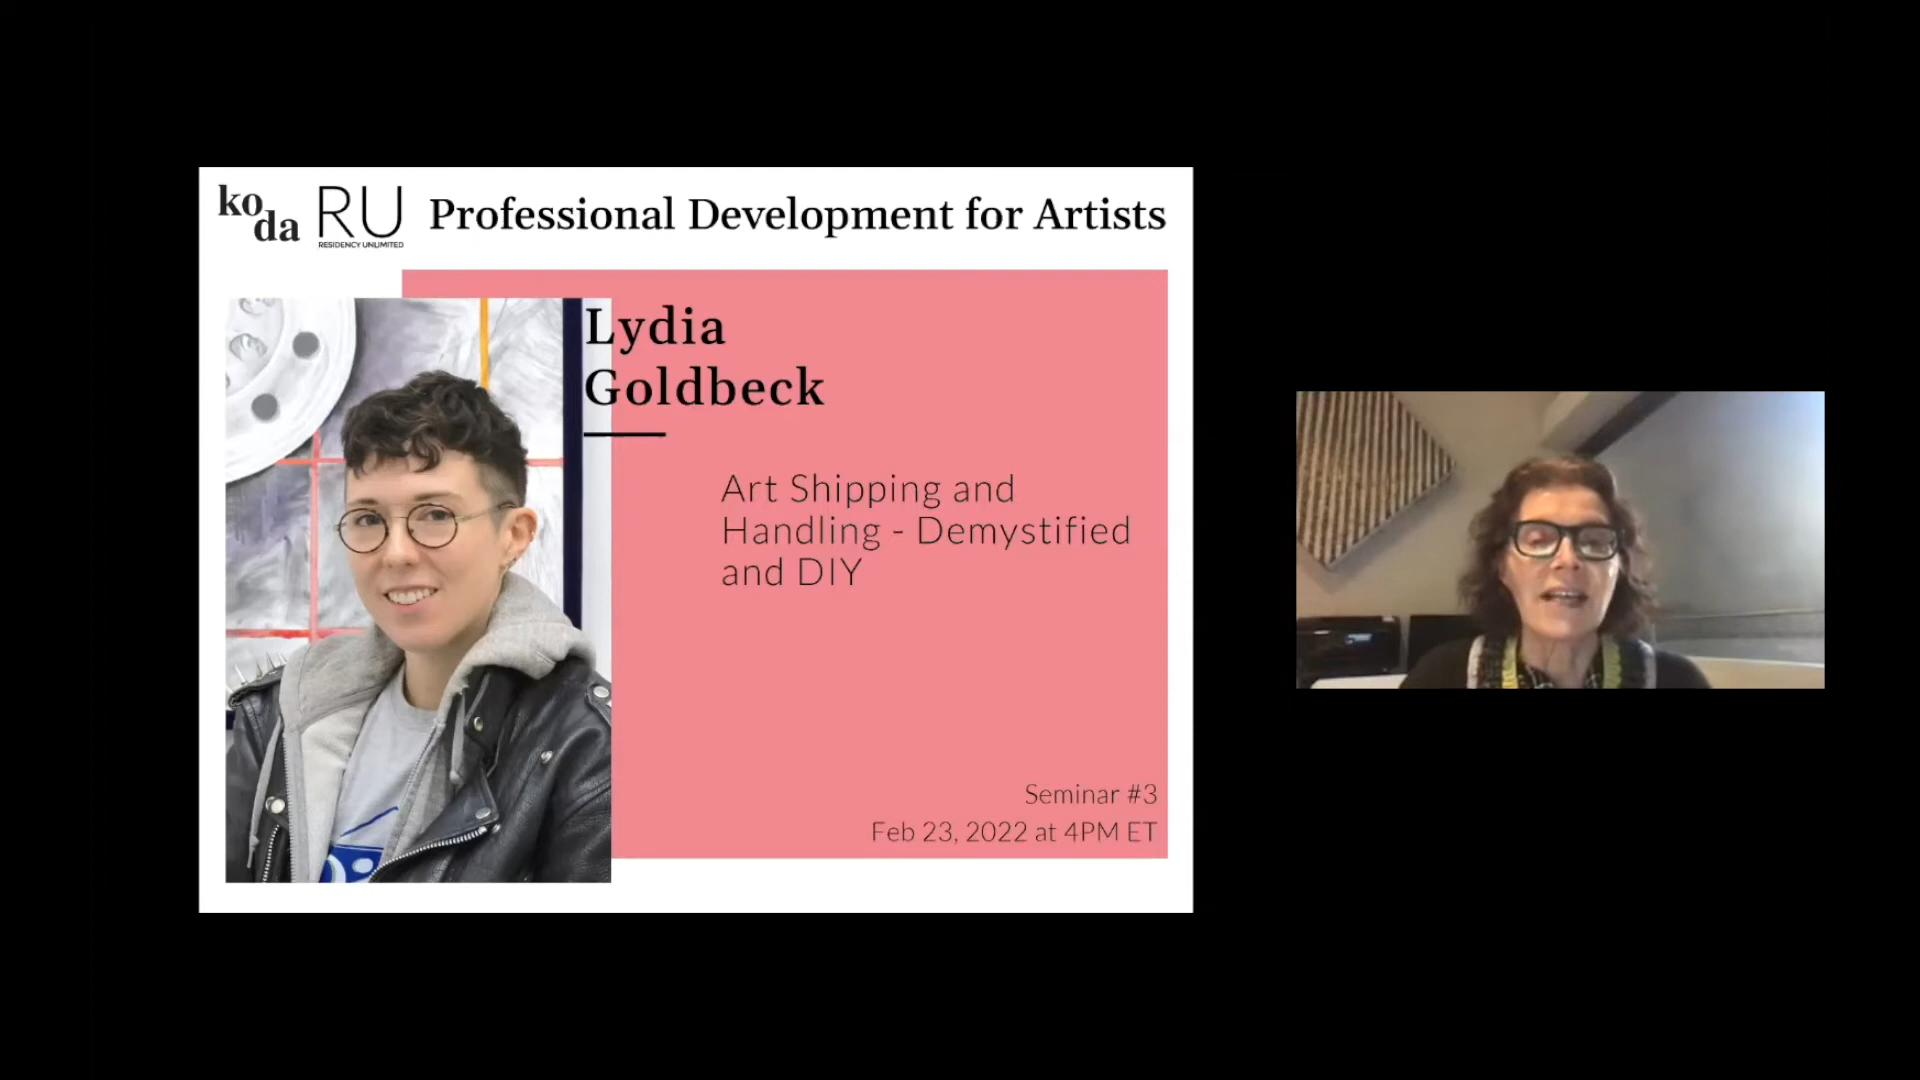 ko
da
RU
RESIDENCY UNLIMITED
Professional Development for Artists
Lydia
Goldbeck
Art Shipping and
Handling - Demystified
and DIY
Seminar #3
Feb 23, 2022 at 4PM ET